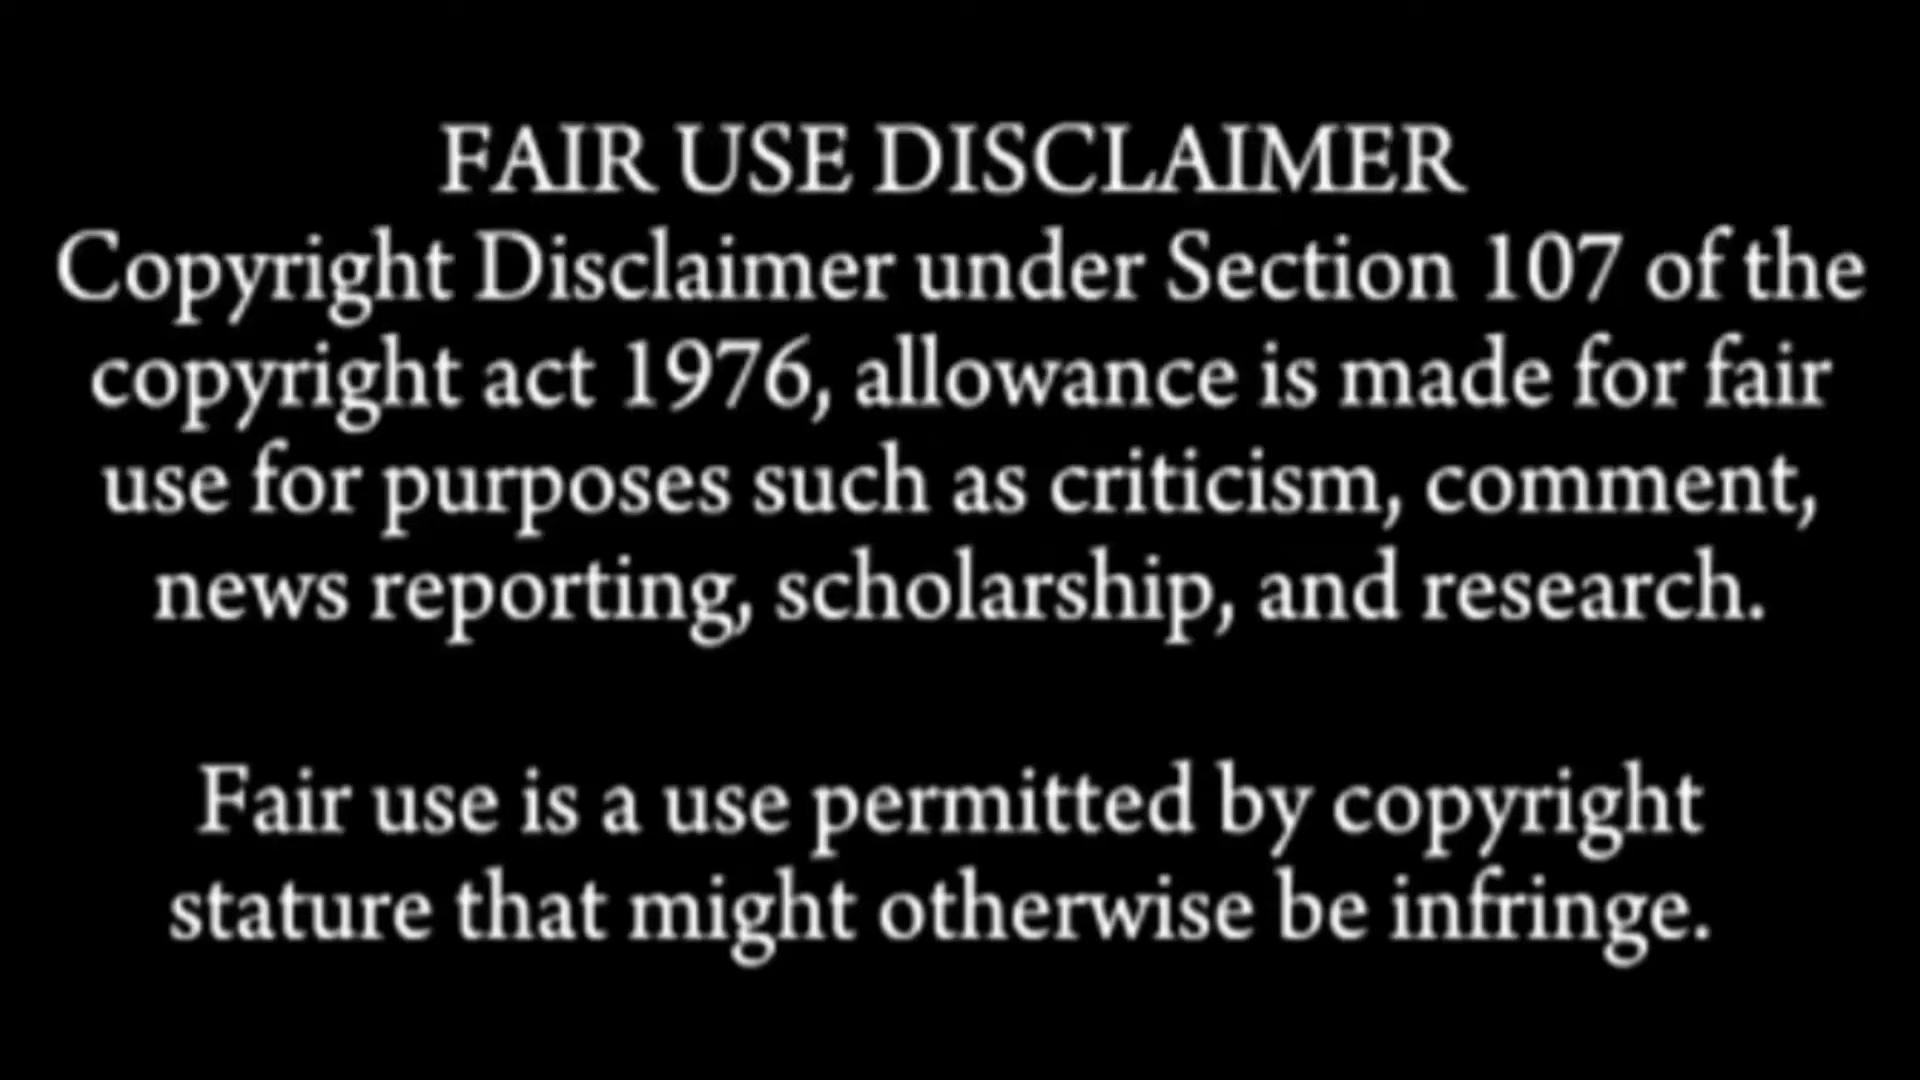 FAIR USE DISCLAIMER
Copyright Disclaimer under Section 107 of the
copyright act 1976, allowance is made for fair
use for purposes such as criticism, comment,
news reporting, scholarship, and research.
Fair use is a use permitted by copyright
stature that might otherwise be infringe.